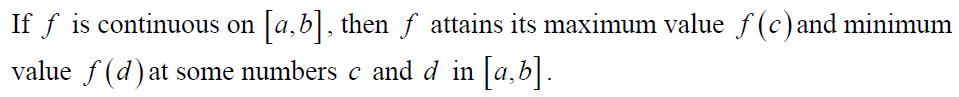 If f is continuous on [a,b], then f attains its maximum value f(c) and minimum
value f(d) at some numbers c and d in [a,b].